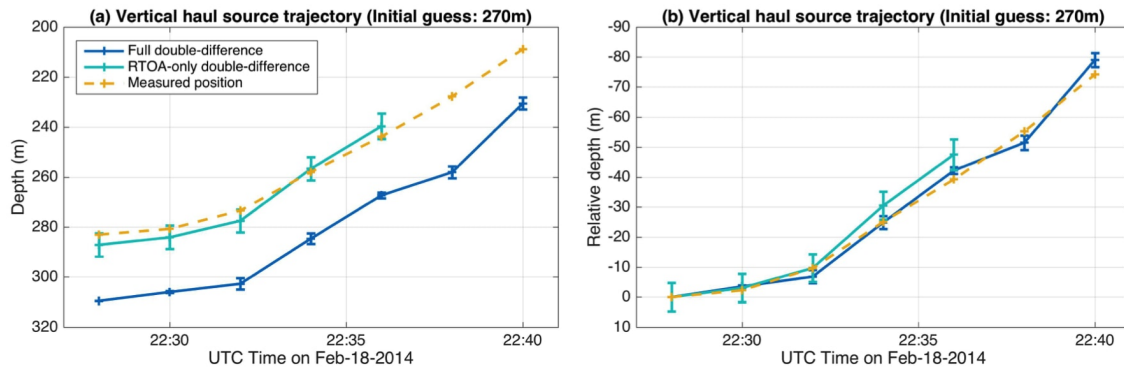 (a) Vertical haul source trajectory (Initial guess: 270m)
200
220
240
260
280
300
320
Depth (m)
Full double-difference
RTOA-only double-difference
Measured position
22:30
22:35
22:40
UTC Time on Feb-18-2014
(b) Vertical haul source trajectory (Initial guess: 270m)
-90
-80
-70
-60
-50
-40
-30
-20
-10
0
10
Relative depth (m)
22:30
22:35
22:40
UTC Time on Feb-18-2014